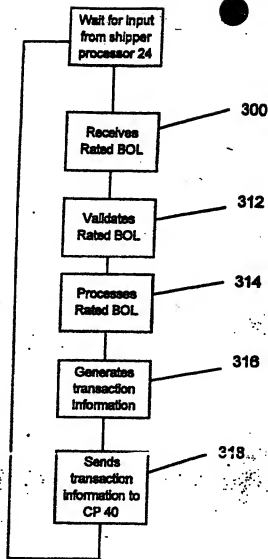 Wait for input
from shipper
processor 24
300
Receives
Rated BOL
312
Validates
Rated BOL
314
Processes
Rated BOL
316
Generates
transaction
information
318
Sends
transaction
information to
CP 40